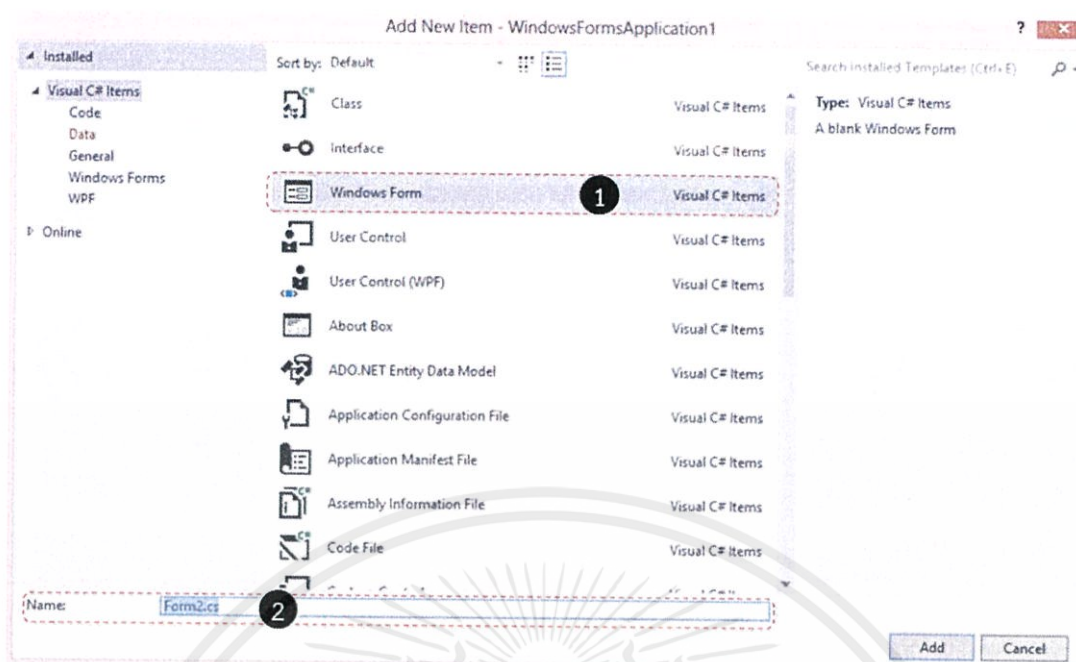 Add New Item - WindowsFormsApplication1
?
Installed
Visual C# Items
Code
Data
General
Windows Forms
WPF
Online
Sort by: Default
Class Visual C# Items
Interface Visual C# Items
Windows Form 1 Visual C# Items
User Control Visual C# Items
User Control (WPF) Visual C# Items
About Box Visual C# Items
ADO.NET Entity Data Model Visual C# Items
Application Configuration File Visual C# Items
Application Manifest File Visual C# Items
Assembly Information File Visual C# Items
Code File Visual C# Items
Search Installed Templates (Ctrl+E)
Type: Visual C# Items
A blank Windows Form
Name: Form2.cs 2
Add Cancel